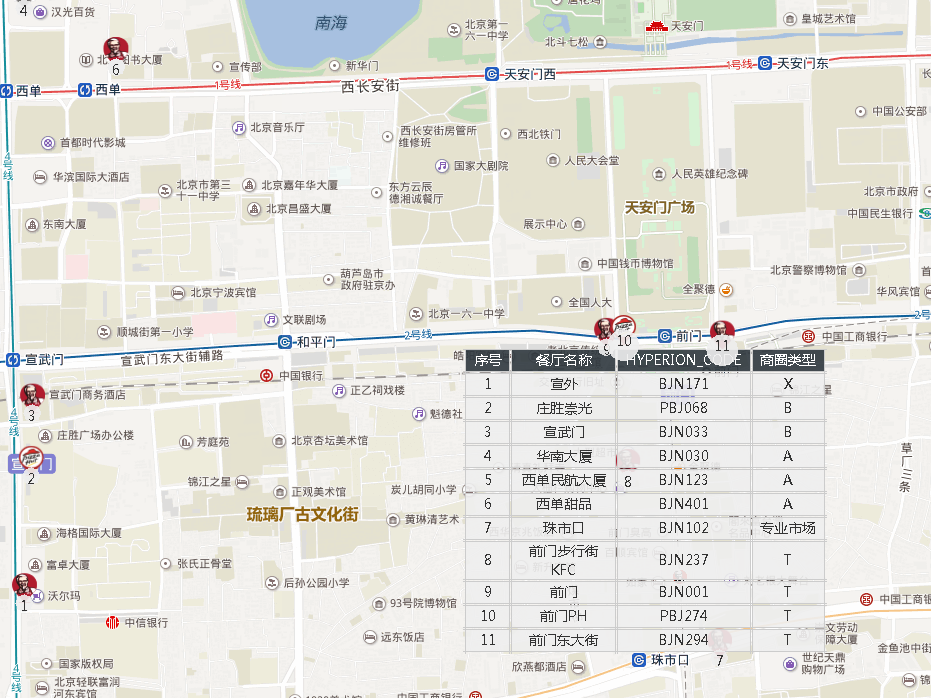 4
汉光百货
南海
北京第一
六一中学
皇城艺术馆
天安门
北斗七松
6
宣传部
新华门
天安门西
1号线
天安门东
西单
西单
1号线
西长安街
中国公安部
北京音乐厅
西长安街房管所
维修班
西北铁门
首都时代影城
4号线
国家大剧院
人民大会堂
人民英雄纪念碑
华滨国际大酒店
北京市第三
十一中学
北京嘉年华大厦
东方云辰
德湘诚餐厅
北京市政府
北京昌盛大厦
天安门广场
中国民生银行
东南大厦
展示中心
中国钱币博物馆
北京警察博物馆
葫芦岛市
政府驻京办
北京宁波宾馆
全国人大
全聚德
华风宾馆
文联剧场
北京一六一中学
2号线
顺城街第一小学
2号线
10
前门
11
中国工商银行
和平门
宣武门
宣武门东大街辅路
9
中国银行
序号 餐厅名称 HYPERION_CODE 商圈类型
1 宣外 BJN171 X
2 庄胜崇光 PBJ068 B
3 宣武门 BJN033 B
4 华南大厦 BJN030 A
5 西单民航大厦 BJN123 A
6 西单甜品 BJN401 A
7 珠市口 BJN102 专业市场
8 前门步行街
KFC BJN237 T
9 前门 BJN001 T
10 前门PH PBJ274 T
11 前门东大街 BJN294 T
8
宣武门商务酒店
3
正乙祠戏楼
魁德社
4号线
庄胜广场办公楼
芳庭苑
北京杏坛美术馆
草厂三条
2
锦江之星
正观美术馆
炭儿胡同小学
琉璃厂古文化街
黄琳清艺术
海格国际大厦
富卓大厦
张氏正骨堂
后孙公园小学
1
沃尔玛
93号院博物馆
中国工商银
中信银行
远东饭店
文劳动
障大厦
金鱼池中街
国家版权局
欣燕都酒店
珠市口
7
世纪天鼎
购物广场
4号线
北京轻联富润
河东宾馆
中国工商银行